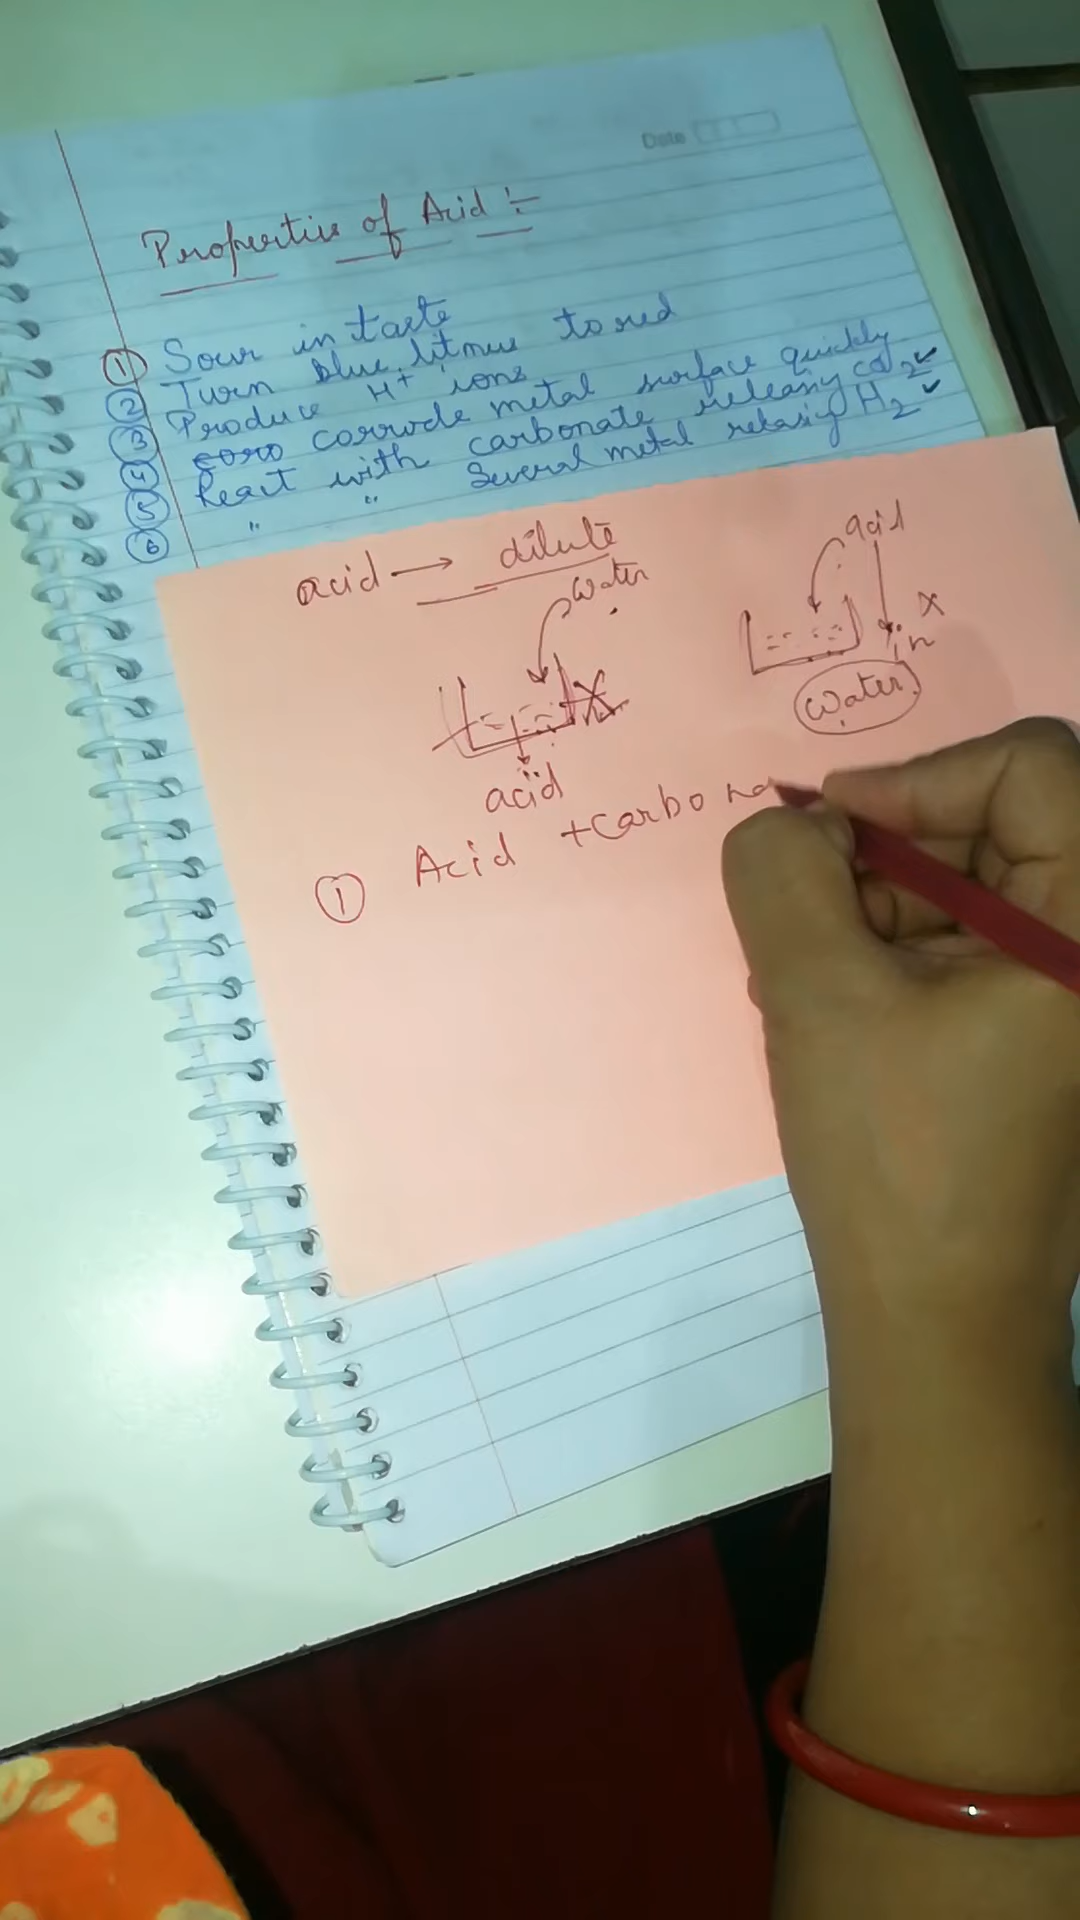 Date
Properties of Acid :-
① Sour in taste
② Turn blue litmus to red
③ Produce H+ ions
④ corrode metal surface quickly
⑤ React with carbonate releasing CO2 ✓
⑥ " " Several metal relasing H2 ✓
acid → dilute
water
acid
acid
x
in
water
① Acid + Carbona